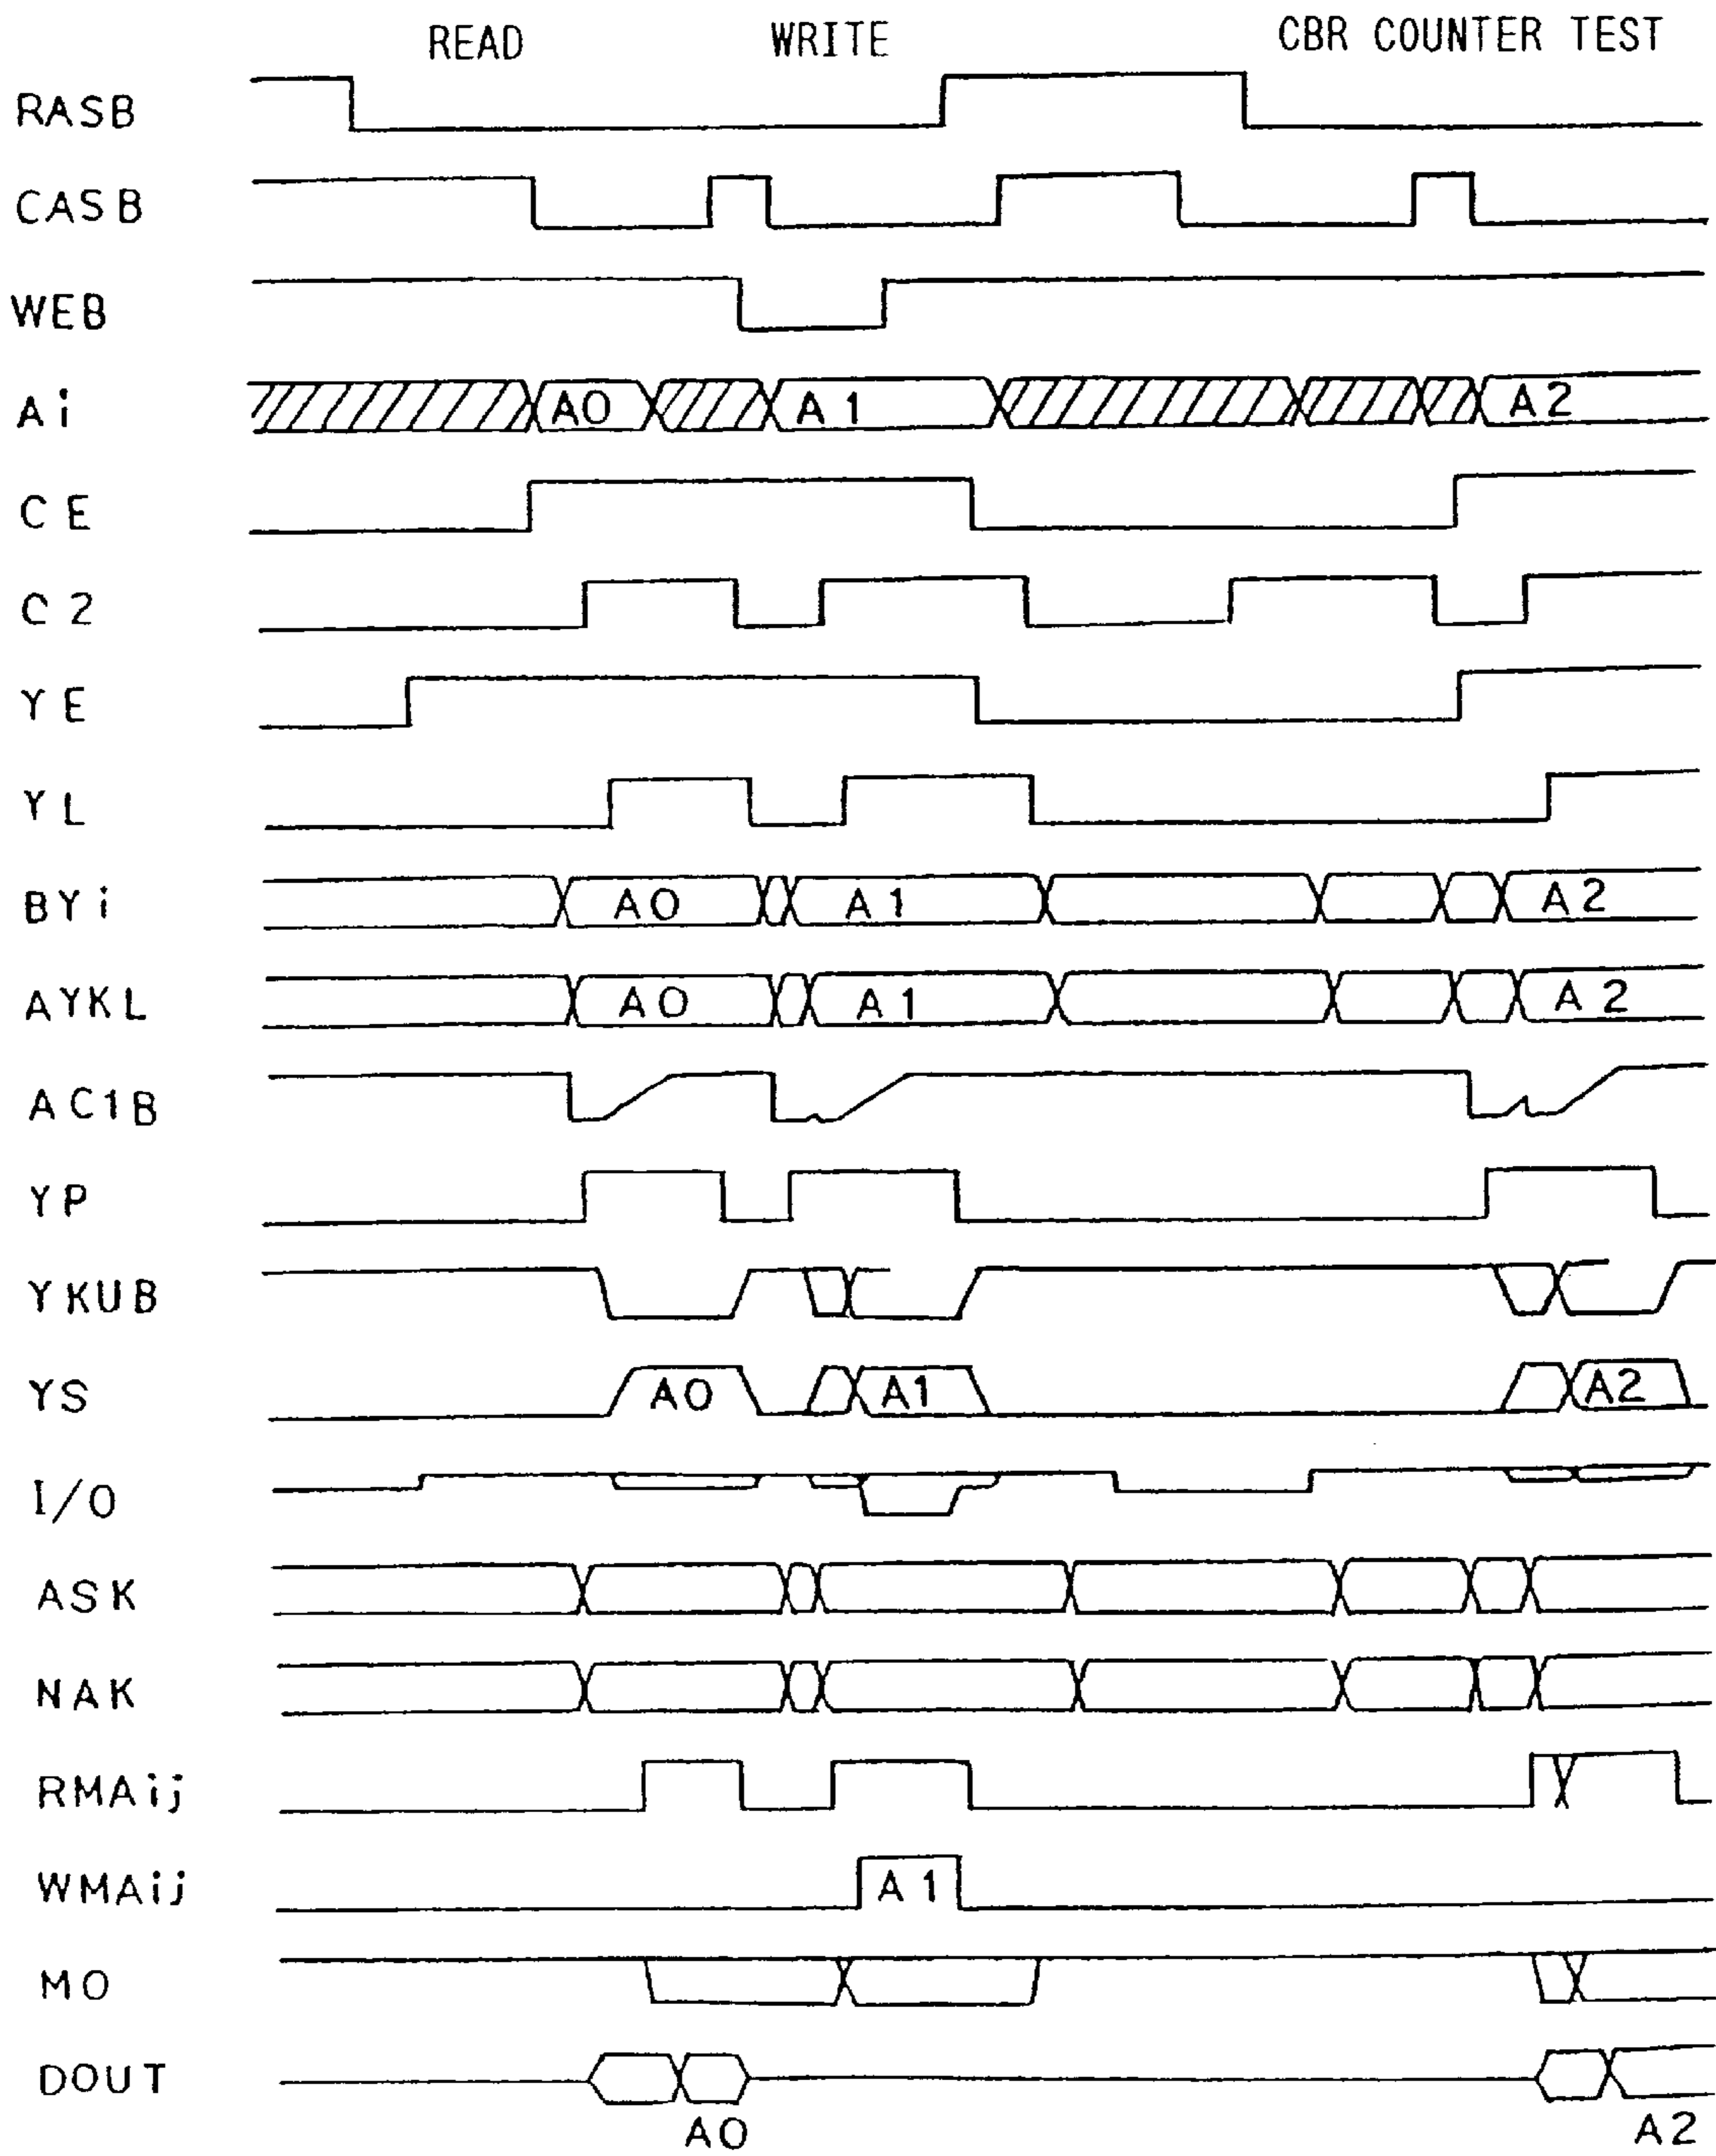 READ WRITE CBR COUNTER TEST
RASB
CASB
WEB
Ai A0 A1 A2
CE
C2
YE
YL
BYi A0 A1 A2
AYKL A0 A1 A2
AC1B
YP
YKUB
YS A0 A1 A2
I/O
ASK
NAK
RMAij
WMAij A1
MO
DOUT
A0 A2